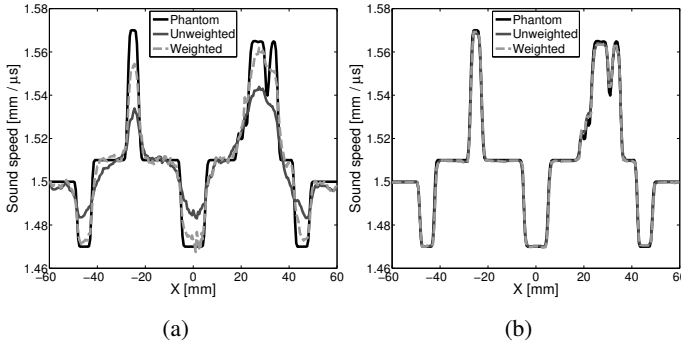 Phantom
Unweighted
Weighted
1.58
1.56
1.54
1.52
1.5
1.48
1.46
Sound speed [mm / μs]
−60 −40 −20 0 20 40 60
X [mm]
(a)
Phantom
Unweighted
Weighted
1.58
1.56
1.54
1.52
1.5
1.48
1.46
Sound speed [mm / μs]
−60 −40 −20 0 20 40 60
X [mm]
(b)